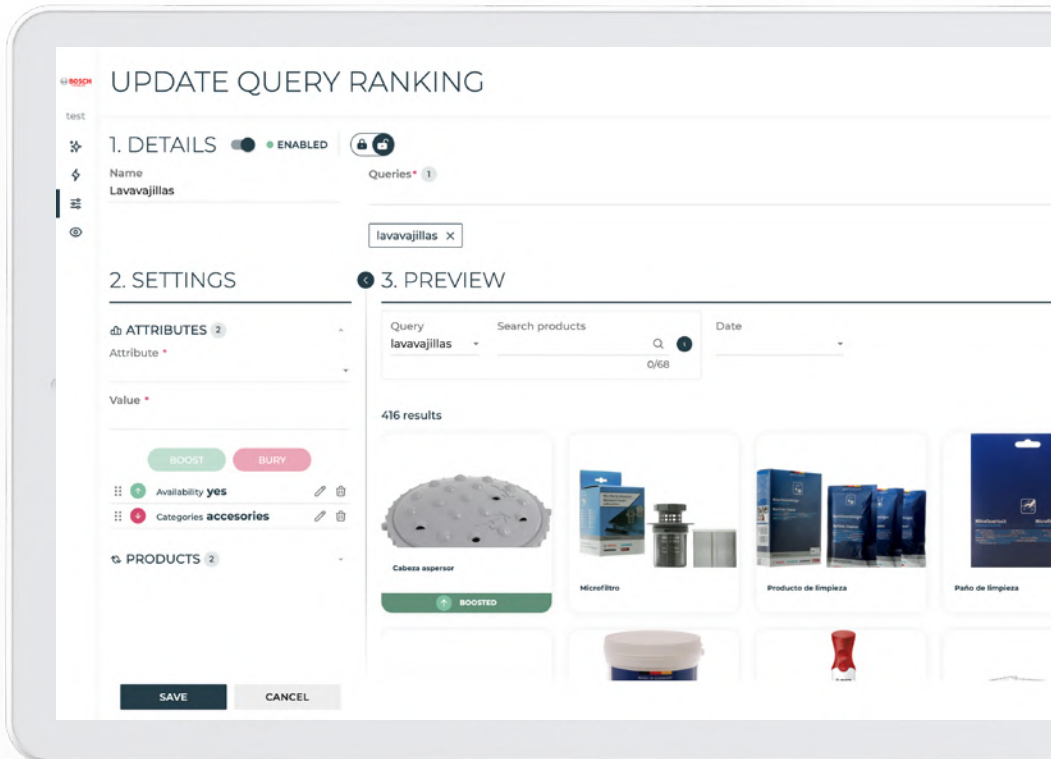 BOSCH
UPDATE QUERY RANKING
test
1. DETAILS
ENABLED
Name
Lavavajillas
Queries* 1
lavavajillas X
2. SETTINGS
ATTRIBUTES 2
Attribute *
Value *
BOOST
BURY
Availability yes
Categories accesories
PRODUCTS 2
SAVE
CANCEL
3. PREVIEW
Query
lavavajillas
Search products
0/68
Date
416 results
Cabeza aspersor
BOOSTED
Microfiltro
Producto de limpieza
Paño de limpieza